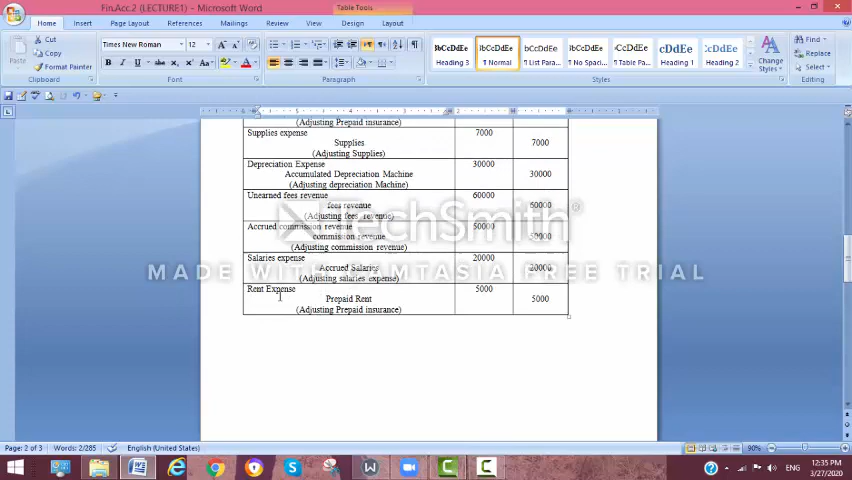 Fin.Acc.2 (LECTURE1) - Microsoft Word
Table Tools
Home Insert Page Layout References Mailings Review View Design Layout
Cut
Copy
Paste
Format Painter
Clipboard
Times New Roman 12
Font
Paragraph
AaBbCcDc AaBbCcDc
Heading 3 ¶ Normal ¶ List Para... ¶ No Spaci... ¶ Table Pa... Heading 1 Heading 2
Change Styles
Styles
Find
Replace
Select
Editing
(Adjusting Prepaid insurance)
Supplies expense 7000
Supplies 7000
(Adjusting Supplies)
Depreciation Expense 30000
Accumulated Depreciation Machine 30000
(Adjusting depreciation Machine)
Unearned fees revenue 60000
fees revenue 60000
(Adjusting fees revenue)
Accrued commission revenue 50000
commission revenue 50000
(Adjusting commission revenue)
Salaries expense 20000
Accrued Salaries 20000
(Adjusting salaries expense)
Rent Expense 5000
Prepaid Rent 5000
(Adjusting Prepaid insurance)
TechSmith®
MADE WITH CAMTASIA FREE TRIAL
Page: 2 of 3 Words: 2/285 English (United States) 90%
ENG 12:35 PM
3/27/2020